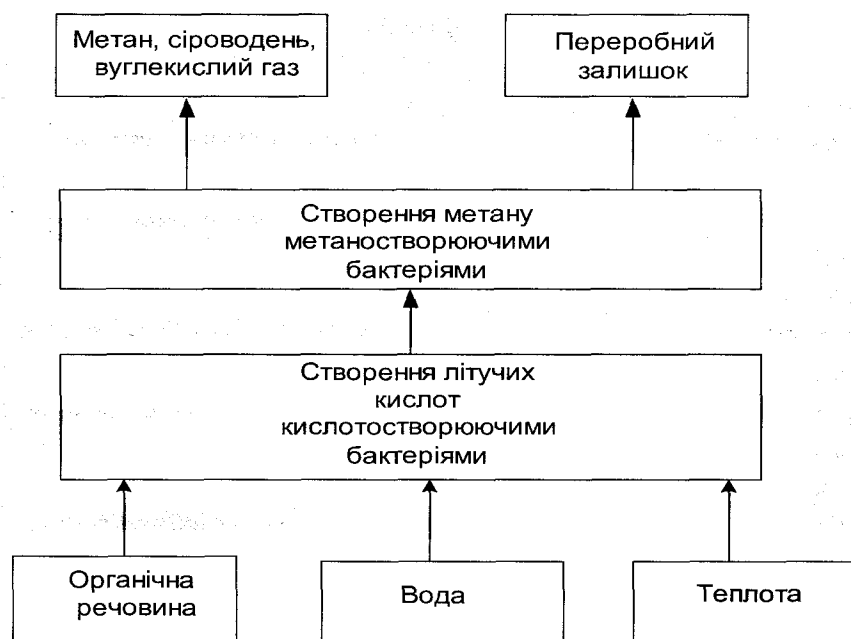 Метан, сіроводень,
вуглекислий газ
Переробний
залишок
Створення метану
метаностворюючими
бактеріями
Створення літучих
кислот
кислотостворюючими
бактеріями
Органічна
речовина
Вода
Теплота